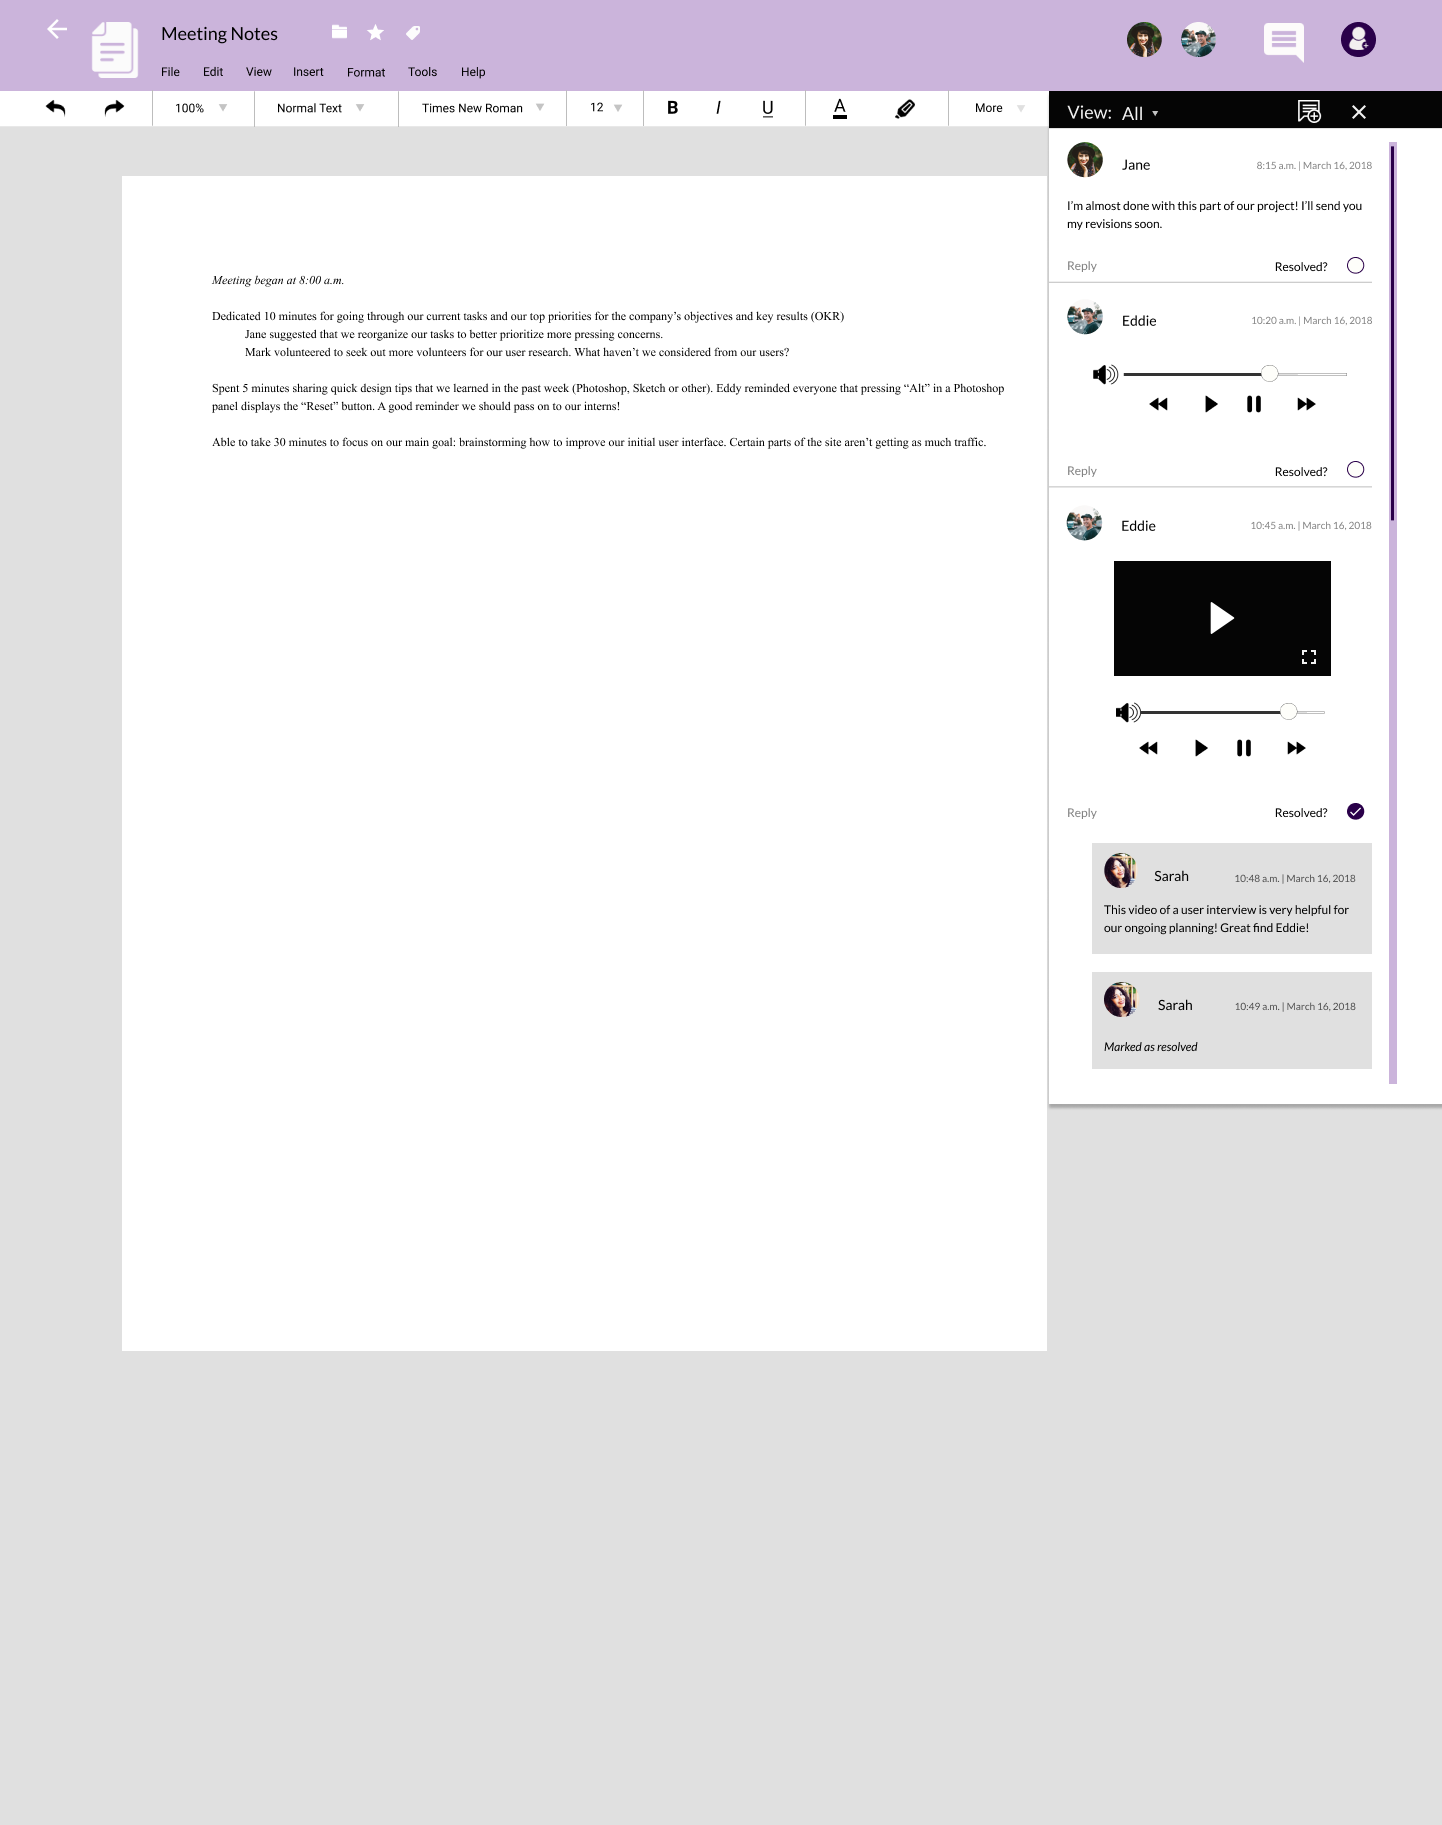 Meeting Notes
File Edit View Insert Format Tools Help
100% Normal Text Times New Roman 12 B I U A More
View: All
Meeting began at 8:00 a.m.
Dedicated 10 minutes for going through our current tasks and our top priorities for the company’s objectives and key results (OKR)
Jane suggested that we reorganize our tasks to better prioritize more pressing concerns.
Mark volunteered to seek out more volunteers for our user research. What haven’t we considered from our users?
Spent 5 minutes sharing quick design tips that we learned in the past week (Photoshop, Sketch or other). Eddy reminded everyone that pressing “Alt” in a Photoshop
panel displays the “Reset” button. A good reminder we should pass on to our interns!
Able to take 30 minutes to focus on our main goal: brainstorming how to improve our initial user interface. Certain parts of the site aren’t getting as much traffic.
Jane 8:15 a.m. | March 16, 2018
I’m almost done with this part of our project! I’ll send you
my revisions soon.
Reply Resolved?
Eddie 10:20 a.m. | March 16, 2018
Reply Resolved?
Eddie 10:45 a.m. | March 16, 2018
Reply Resolved?
Sarah 10:48 a.m. | March 16, 2018
This video of a user interview is very helpful for
our ongoing planning! Great find Eddie!
Sarah 10:49 a.m. | March 16, 2018
Marked as resolved